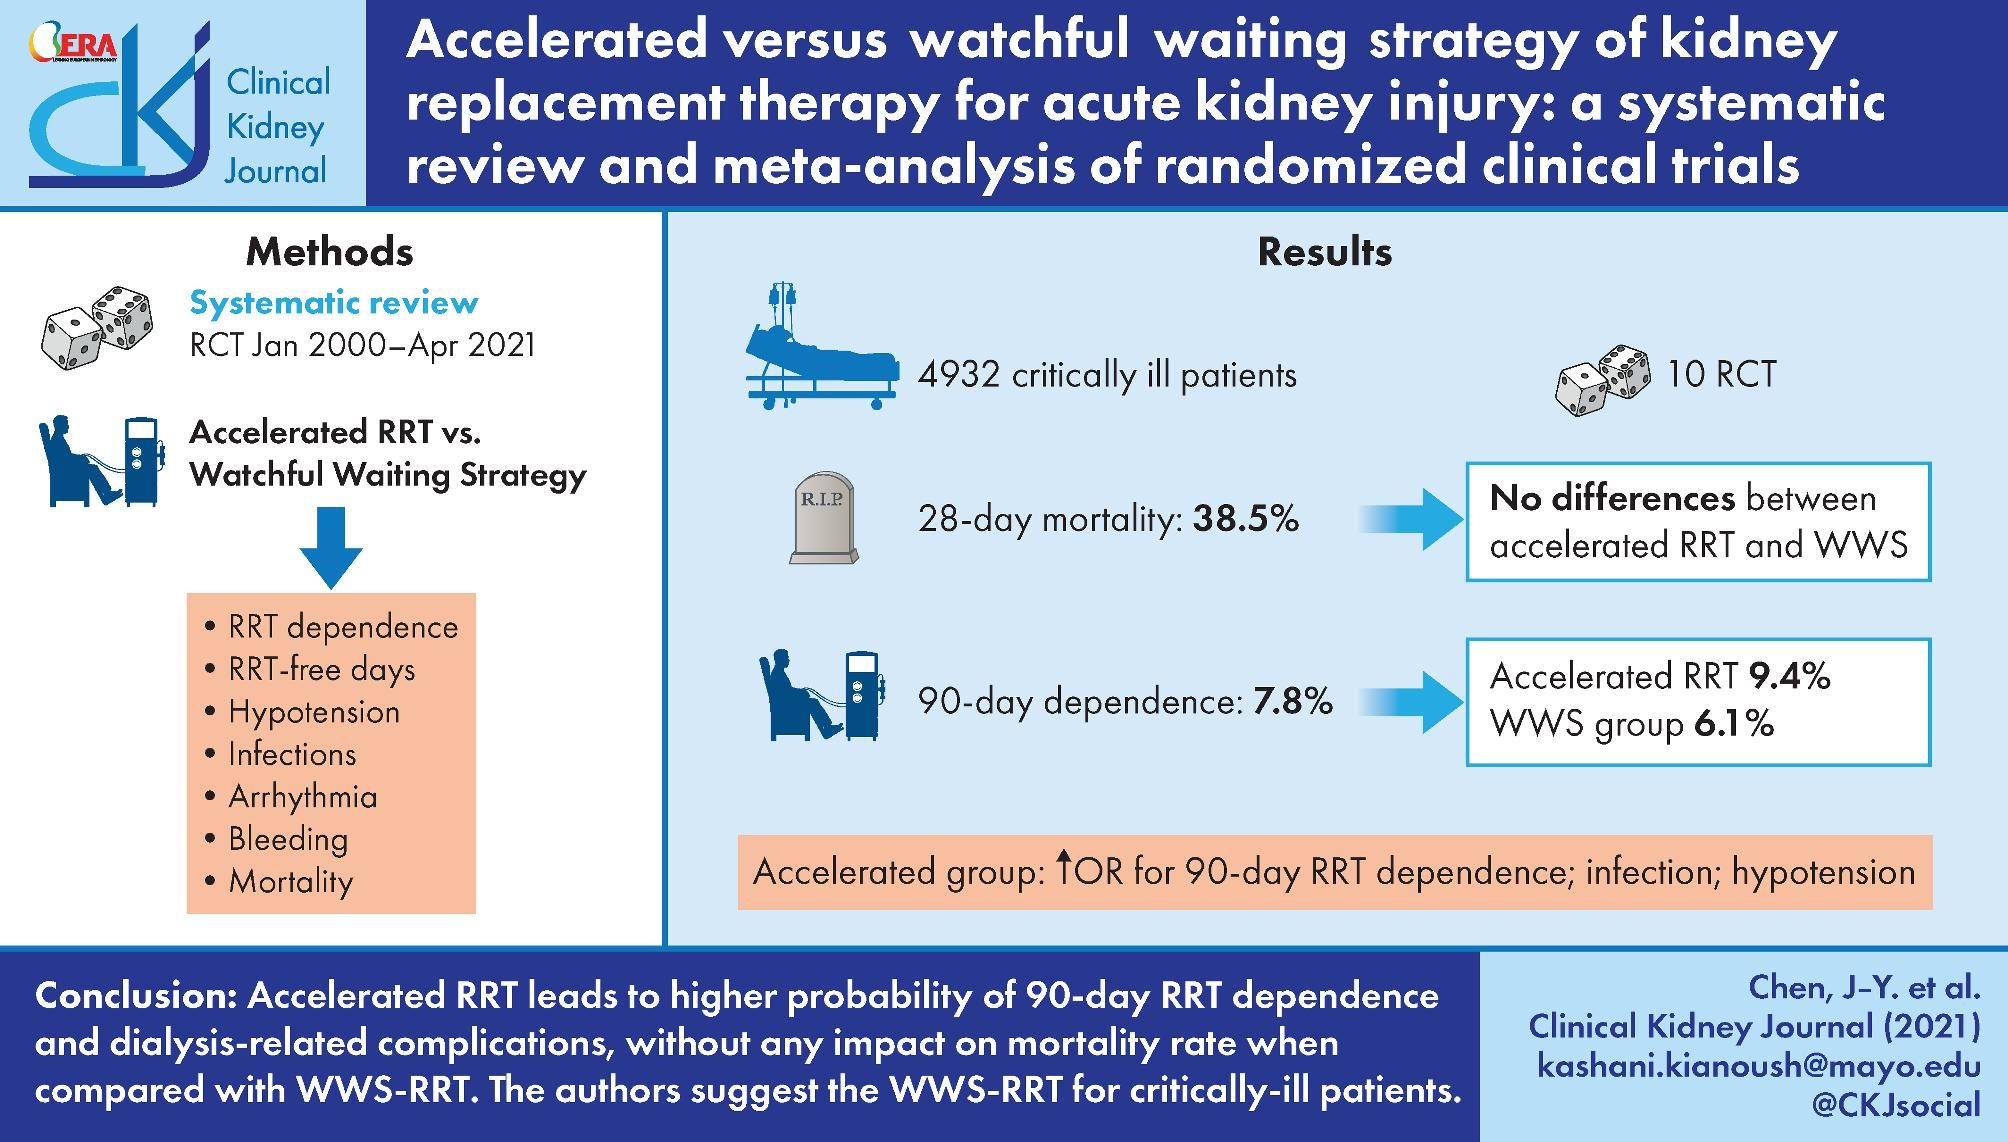 ERA
CKJ
Clinical
Kidney
Journal
Accelerated versus watchful waiting strategy of kidney
replacement therapy for acute kidney injury: a systematic
review and meta-analysis of randomized clinical trials
Methods
Systematic review
RCT Jan 2000–Apr 2021
Accelerated RRT vs.
Watchful Waiting Strategy
• RRT dependence
• RRT-free days
• Hypotension
• Infections
• Arrhythmia
• Bleeding
• Mortality
Results
4932 critically ill patients
10 RCT
R.I.P.
28-day mortality: 38.5%
No differences between
accelerated RRT and WWS
90-day dependence: 7.8%
Accelerated RRT 9.4%
WWS group 6.1%
Accelerated group: ↑OR for 90-day RRT dependence; infection; hypotension
Conclusion: Accelerated RRT leads to higher probability of 90-day RRT dependence
and dialysis-related complications, without any impact on mortality rate when
compared with WWS-RRT. The authors suggest the WWS-RRT for critically-ill patients.
Chen, J-Y. et al.
Clinical Kidney Journal (2021)
kashani.kianoush@mayo.edu
@CKJsocial